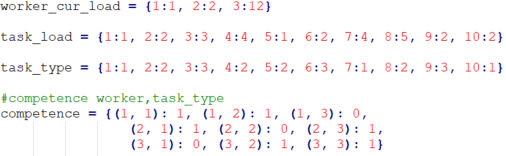 worker_cur_load = {1:1, 2:2, 3:12}
task_load = {1:1, 2:2, 3:3, 4:4, 5:1, 6:2, 7:4, 8:5, 9:2, 10:2}
task_type = {1:1, 2:2, 3:3, 4:2, 5:2, 6:3, 7:1, 8:2, 9:3, 10:1}
#competence worker,task_type
competence = {(1, 1): 1, (1, 2): 1, (1, 3): 0,
(2, 1): 1, (2, 2): 0, (2, 3): 1,
(3, 1): 0, (3, 2): 1, (3, 3): 1}